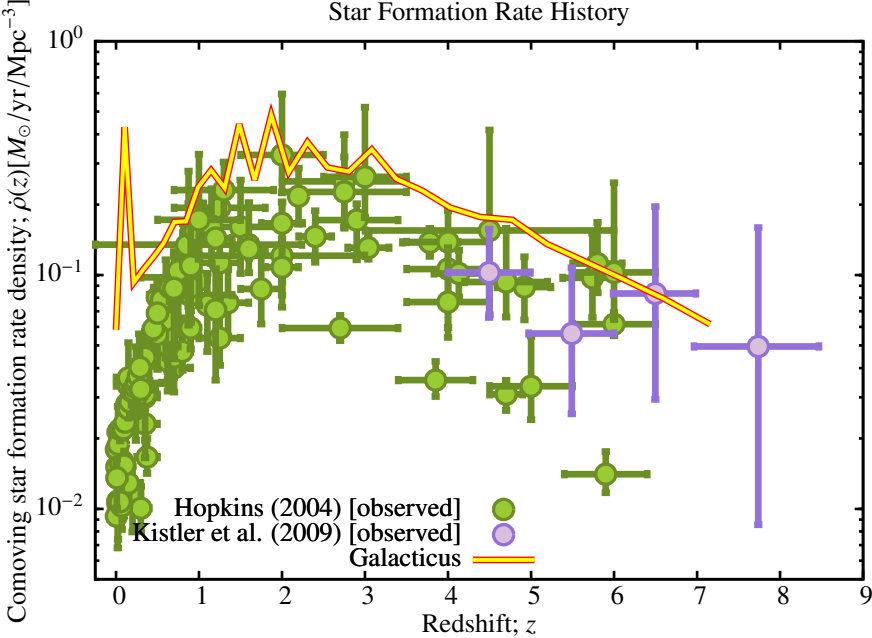 Star Formation Rate History
Comoving star formation rate density; ρ̇(z)[M⊙/yr/Mpc⁻³]
10⁰
10⁻¹
10⁻²
Hopkins (2004) [observed]
Kistler et al. (2009) [observed]
Galacticus
0 1 2 3 4 5 6 7 8 9
Redshift; z